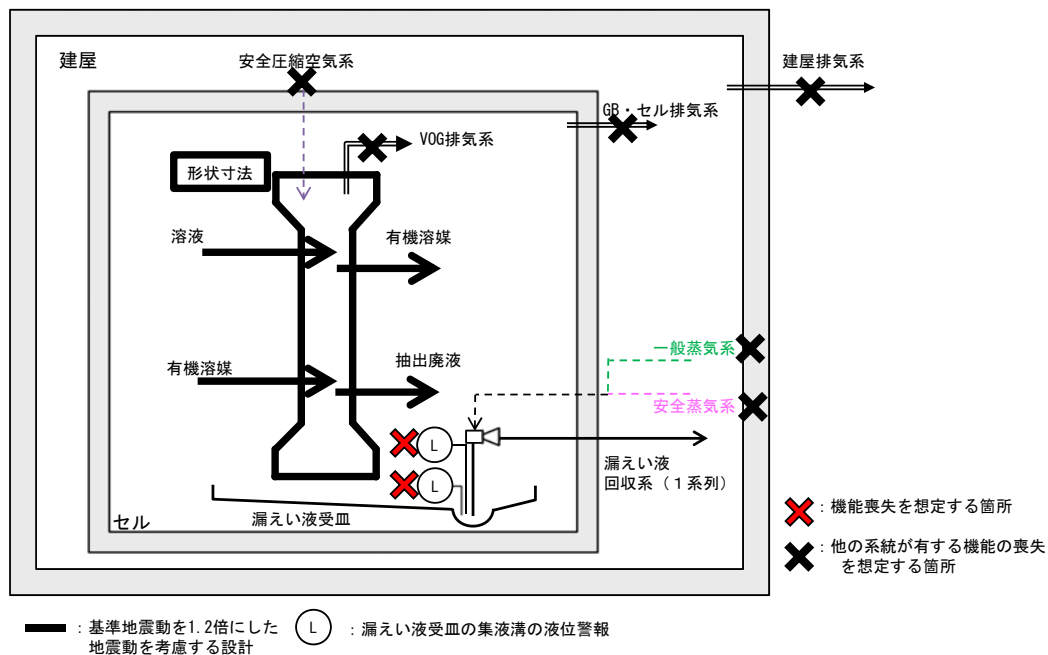 建屋
安全圧縮空気系
建屋排気系
GB・セル排気系
VOG排気系
形状寸法
溶液
有機溶媒
一般蒸気系
有機溶媒
抽出廃液
安全蒸気系
L
漏えい液
回収系(1系列)
L
セル
漏えい液受皿
:機能喪失を想定する箇所
:他の系統が有する機能の喪失
を想定する箇所
:基準地震動を1.2倍にした
地震動を考慮する設計
L
:漏えい液受皿の集液溝の液位警報